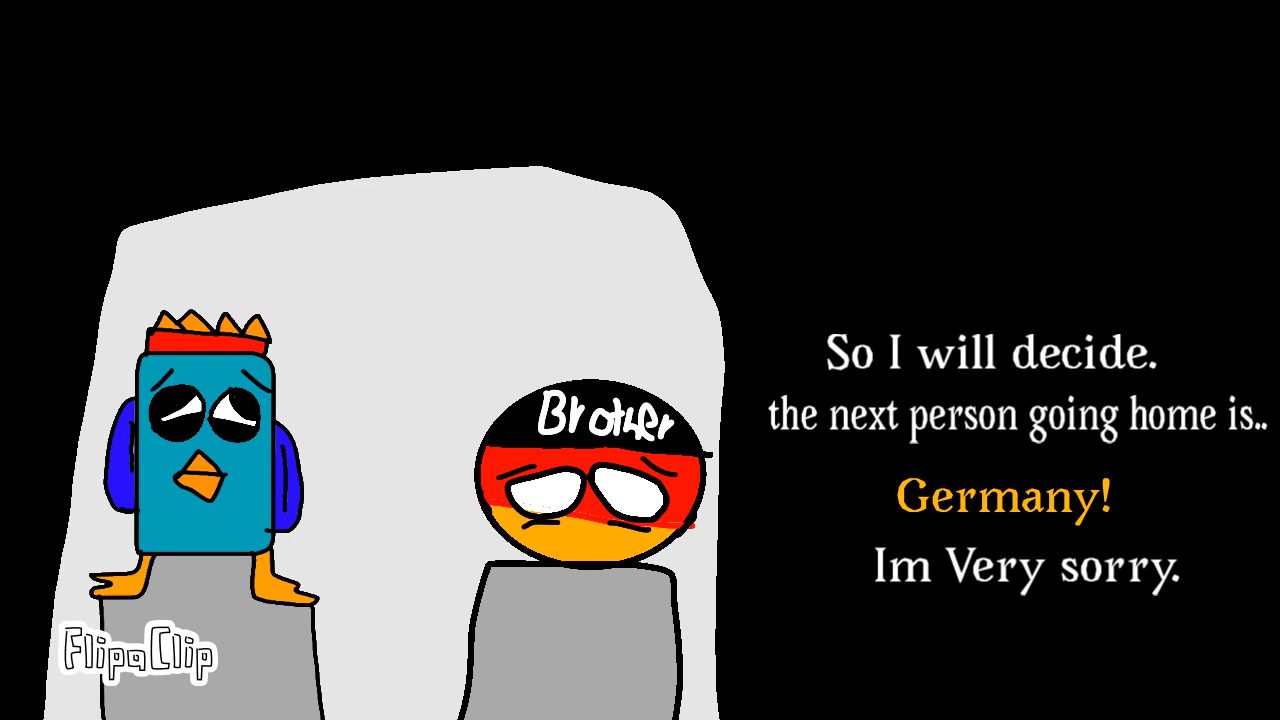 Brother
So I will decide.
the next person going home is..
Germany!
Im Very sorry.
FlipaClip